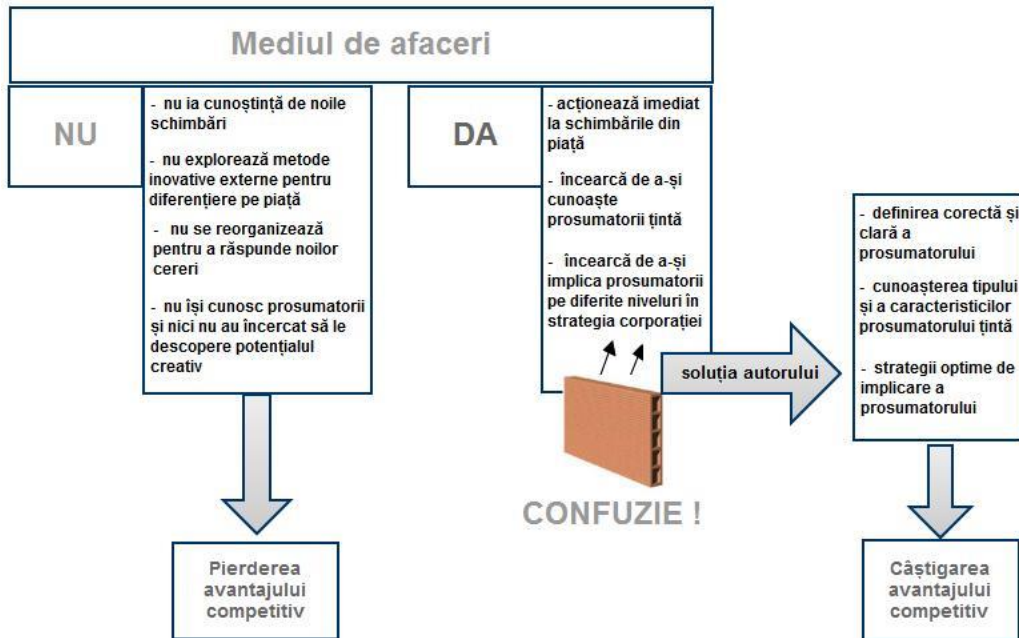 Mediul de afaceri
NU
- nu ia cunoștință de noile
schimbări
- nu explorează metode
inovative externe pentru
diferențiere pe piață
- nu se reorganizează
pentru a răspunde noilor
cereri
- nu își cunosc prosumatorii
și nici nu au încercat să le
descopere potențialul
creativ
Pierderea
avantajului
competitiv
DA
- acționează imediat
la schimbările din
piață
- încearcă de a-și
cunoaște
prosumatorii țintă
- încearcă de a-și
implica prosumatorii
pe diferite niveluri în
strategia corporației
CONFUZIE !
soluția autorului
- definirea corectă și
clară a
prosumatorului
- cunoașterea tipului
și a caracteristicilor
prosumatorului țintă
- strategii optime de
implicare a
prosumatorului
Câștigarea
avantajului
competitiv